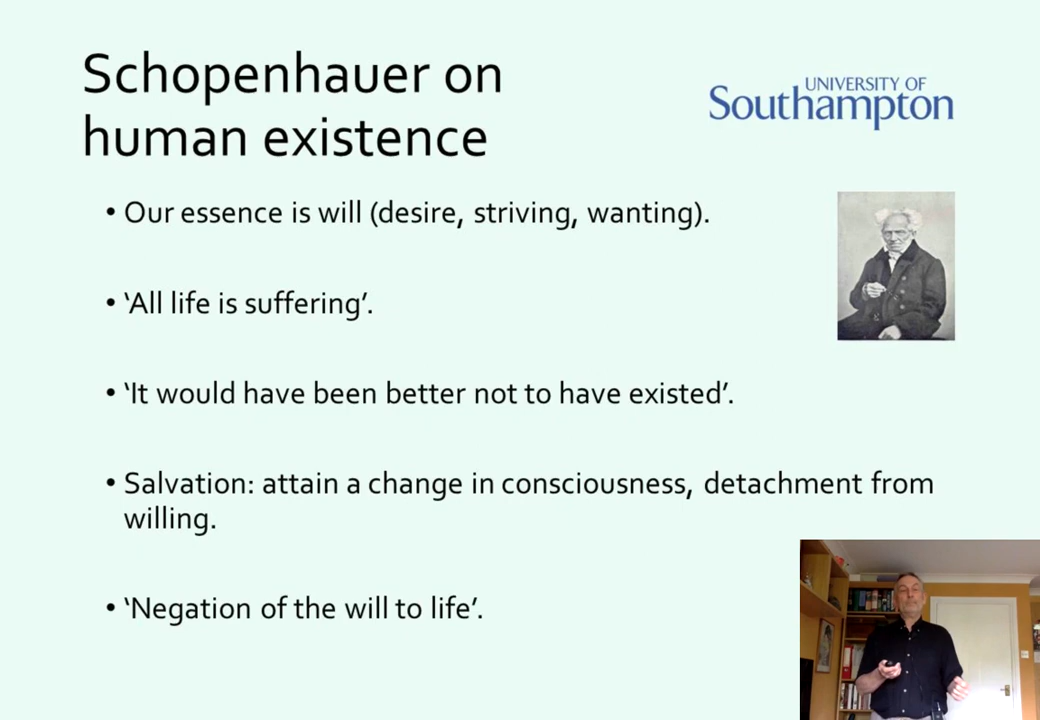 Schopenhauer on
human existence
UNIVERSITY OF
Southampton
• Our essence is will (desire, striving, wanting).
• ‘All life is suffering’.
• ‘It would have been better not to have existed’.
• Salvation: attain a change in consciousness, detachment from
willing.
• ‘Negation of the will to life’.